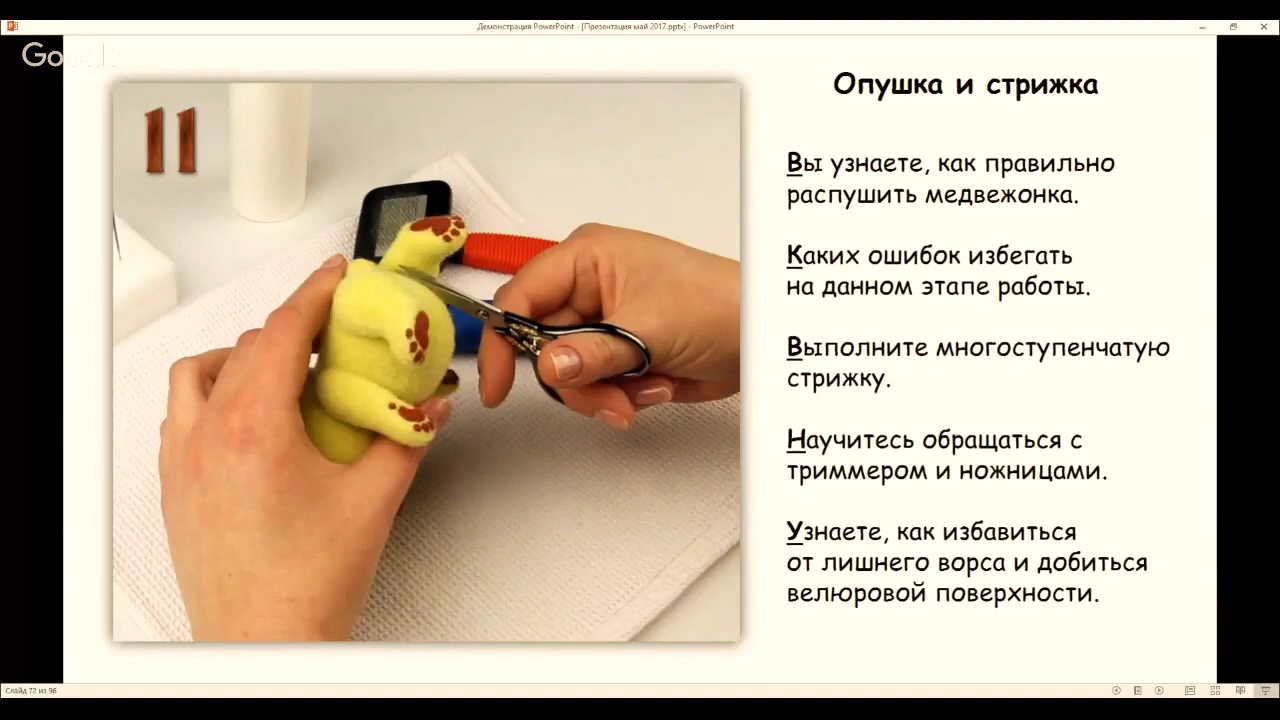 Демонстрация PowerPoint - [Презентация май 2017.pptx] - PowerPoint
Google
11
Опушка и стрижка
Вы узнаете, как правильно
распушить медвежонка.
Каких ошибок избегать
на данном этапе работы.
Выполните многоступенчатую
стрижку.
Научитесь обращаться с
триммером и ножницами.
Узнаете, как избавиться
от лишнего ворса и добиться
велюровой поверхности.
Слайд 72 из 96